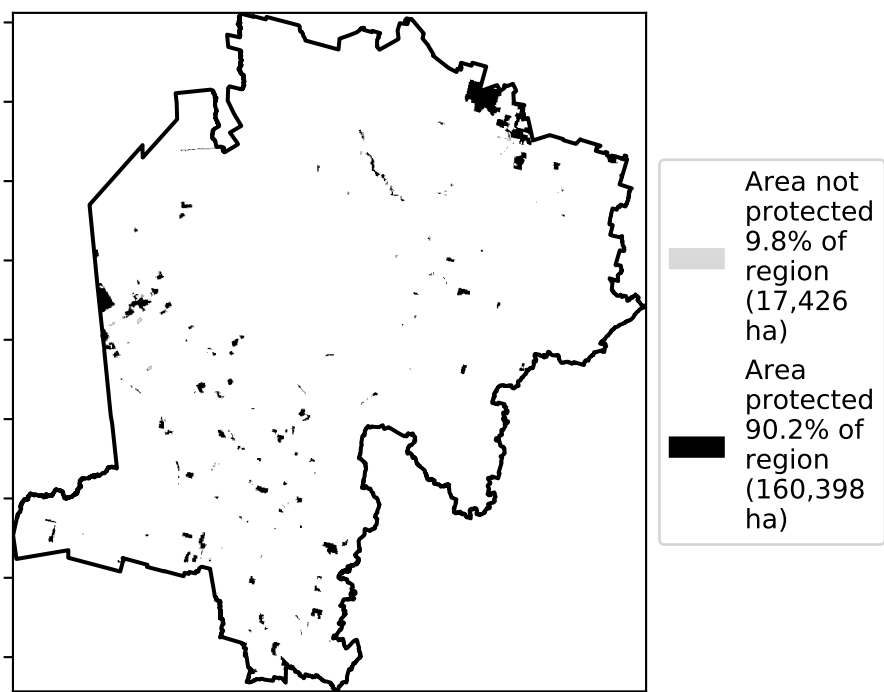 Area not
protected
9.8% of
region
(17,426
ha)
Area
protected
90.2% of
region
(160,398
ha)